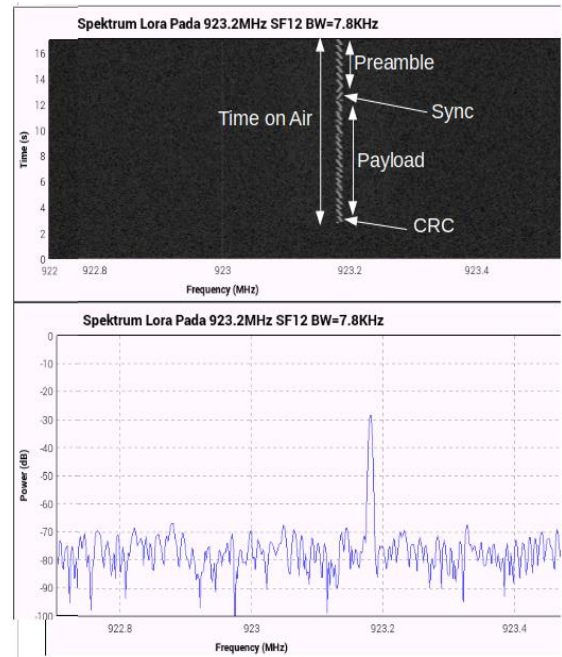 Spektrum Lora Pada 923.2MHz SF12 BW=7.8KHz
Time (s)
16
14
12
10
8
6
4
2
0
Preamble
Time on Air
Sync
Payload
CRC
922 922.8 923 923.2 923.4
Frequency (MHz)
Spektrum Lora Pada 923.2MHz SF12 BW=7.8KHz
Power (dB)
0
-10
-20
-30
-40
-50
-60
-70
-80
-90
-100
922.8 923 923.2 923.4
Frequency (MHz)